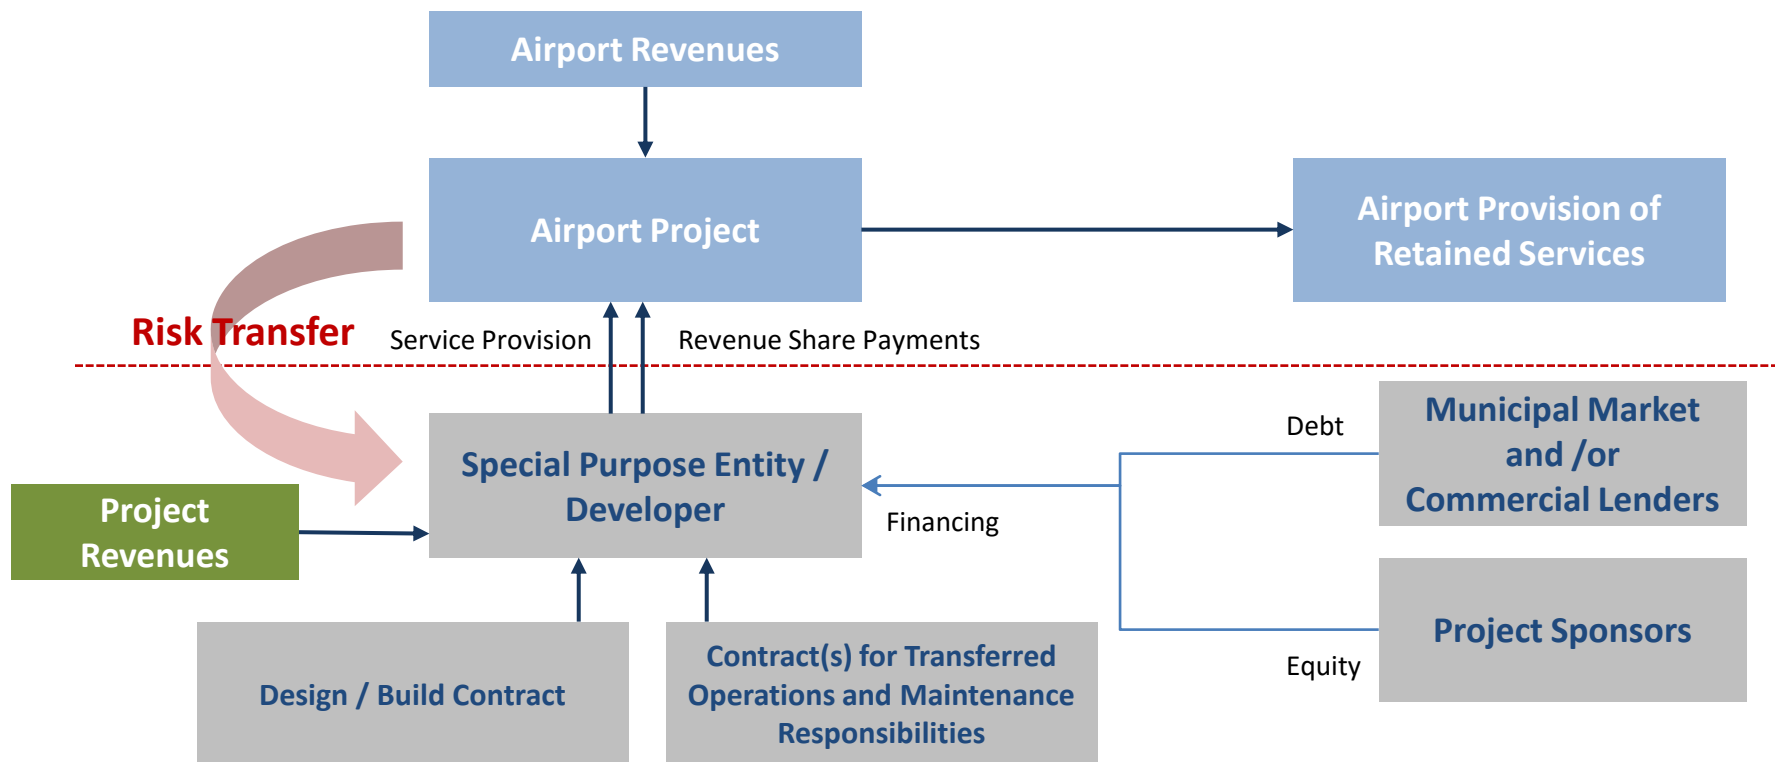 Airport Revenues
Airport Project
Airport Provision of
Retained Services
Risk Transfer
Service Provision
Revenue Share Payments
Municipal Market
and /or
Commercial Lenders
Debt
Special Purpose Entity /
Developer
Project
Revenues
Financing
Project Sponsors
Equity
Design / Build Contract
Contract(s) for Transferred
Operations and Maintenance
Responsibilities